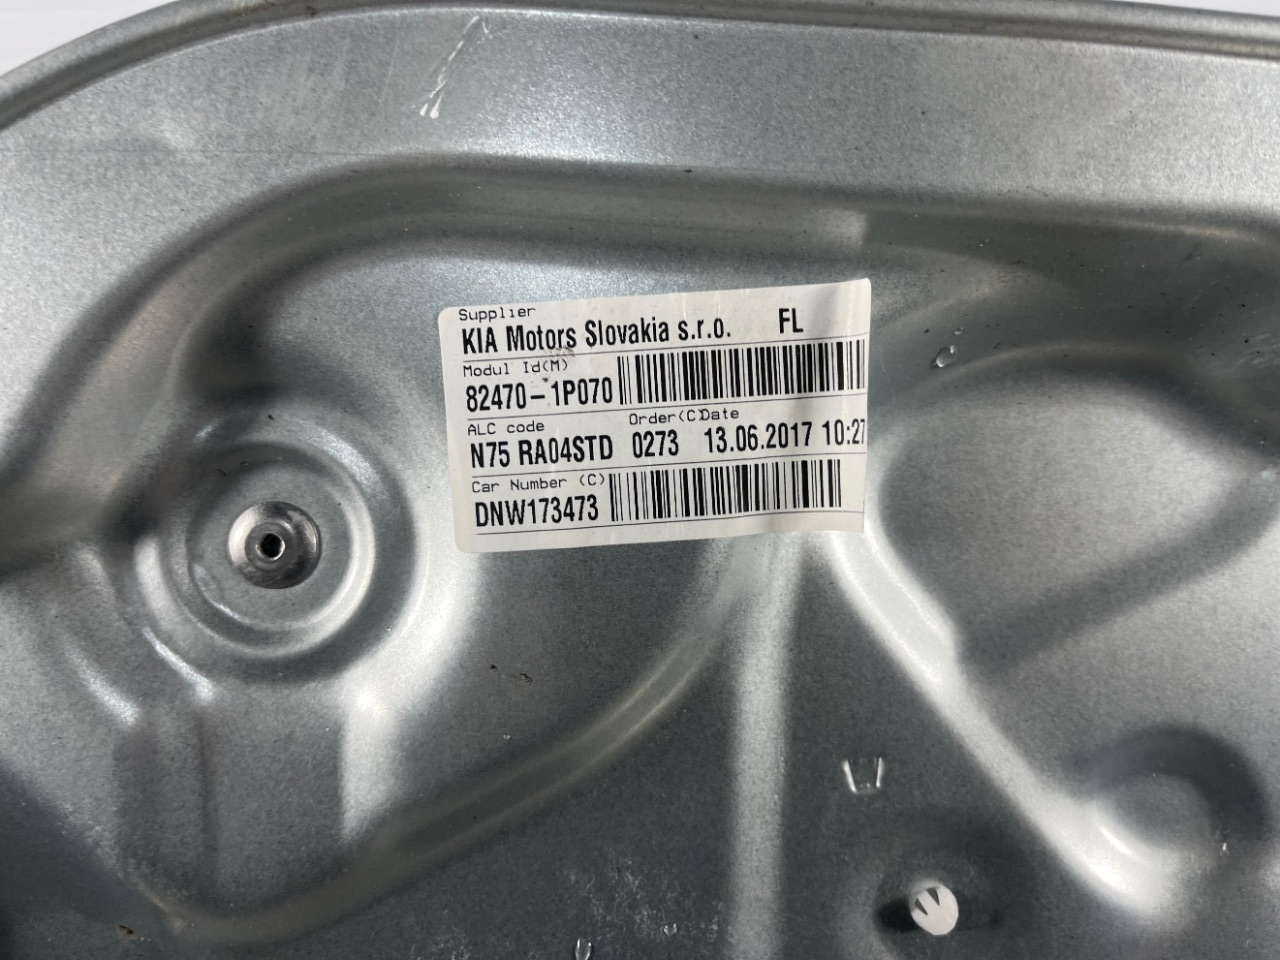 Supplier
KIA Motors Slovakia s.r.o. FL
Modul Id(M)
82470-1P070
ALC code Order(C)Date
N75 RA04STD 0273 13.06.2017 10:27
Car Number (C)
DNW173473